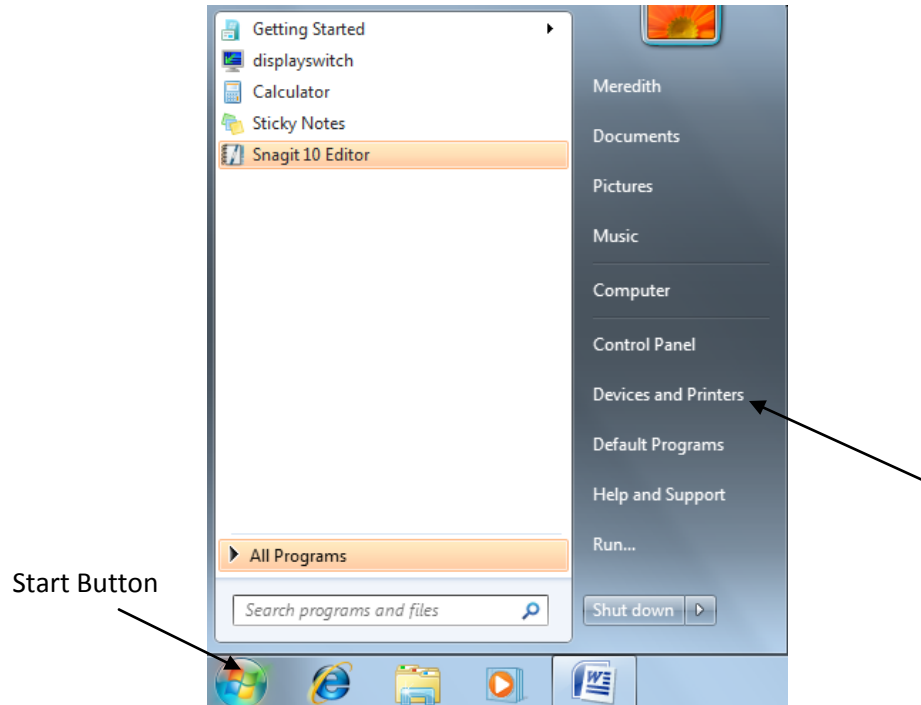 Getting Started
displayswitch
Calculator
Sticky Notes
Snagit 10 Editor
All Programs
Search programs and files
Meredith
Documents
Pictures
Music
Computer
Control Panel
Devices and Printers
Default Programs
Help and Support
Run...
Shut down
Start Button
W